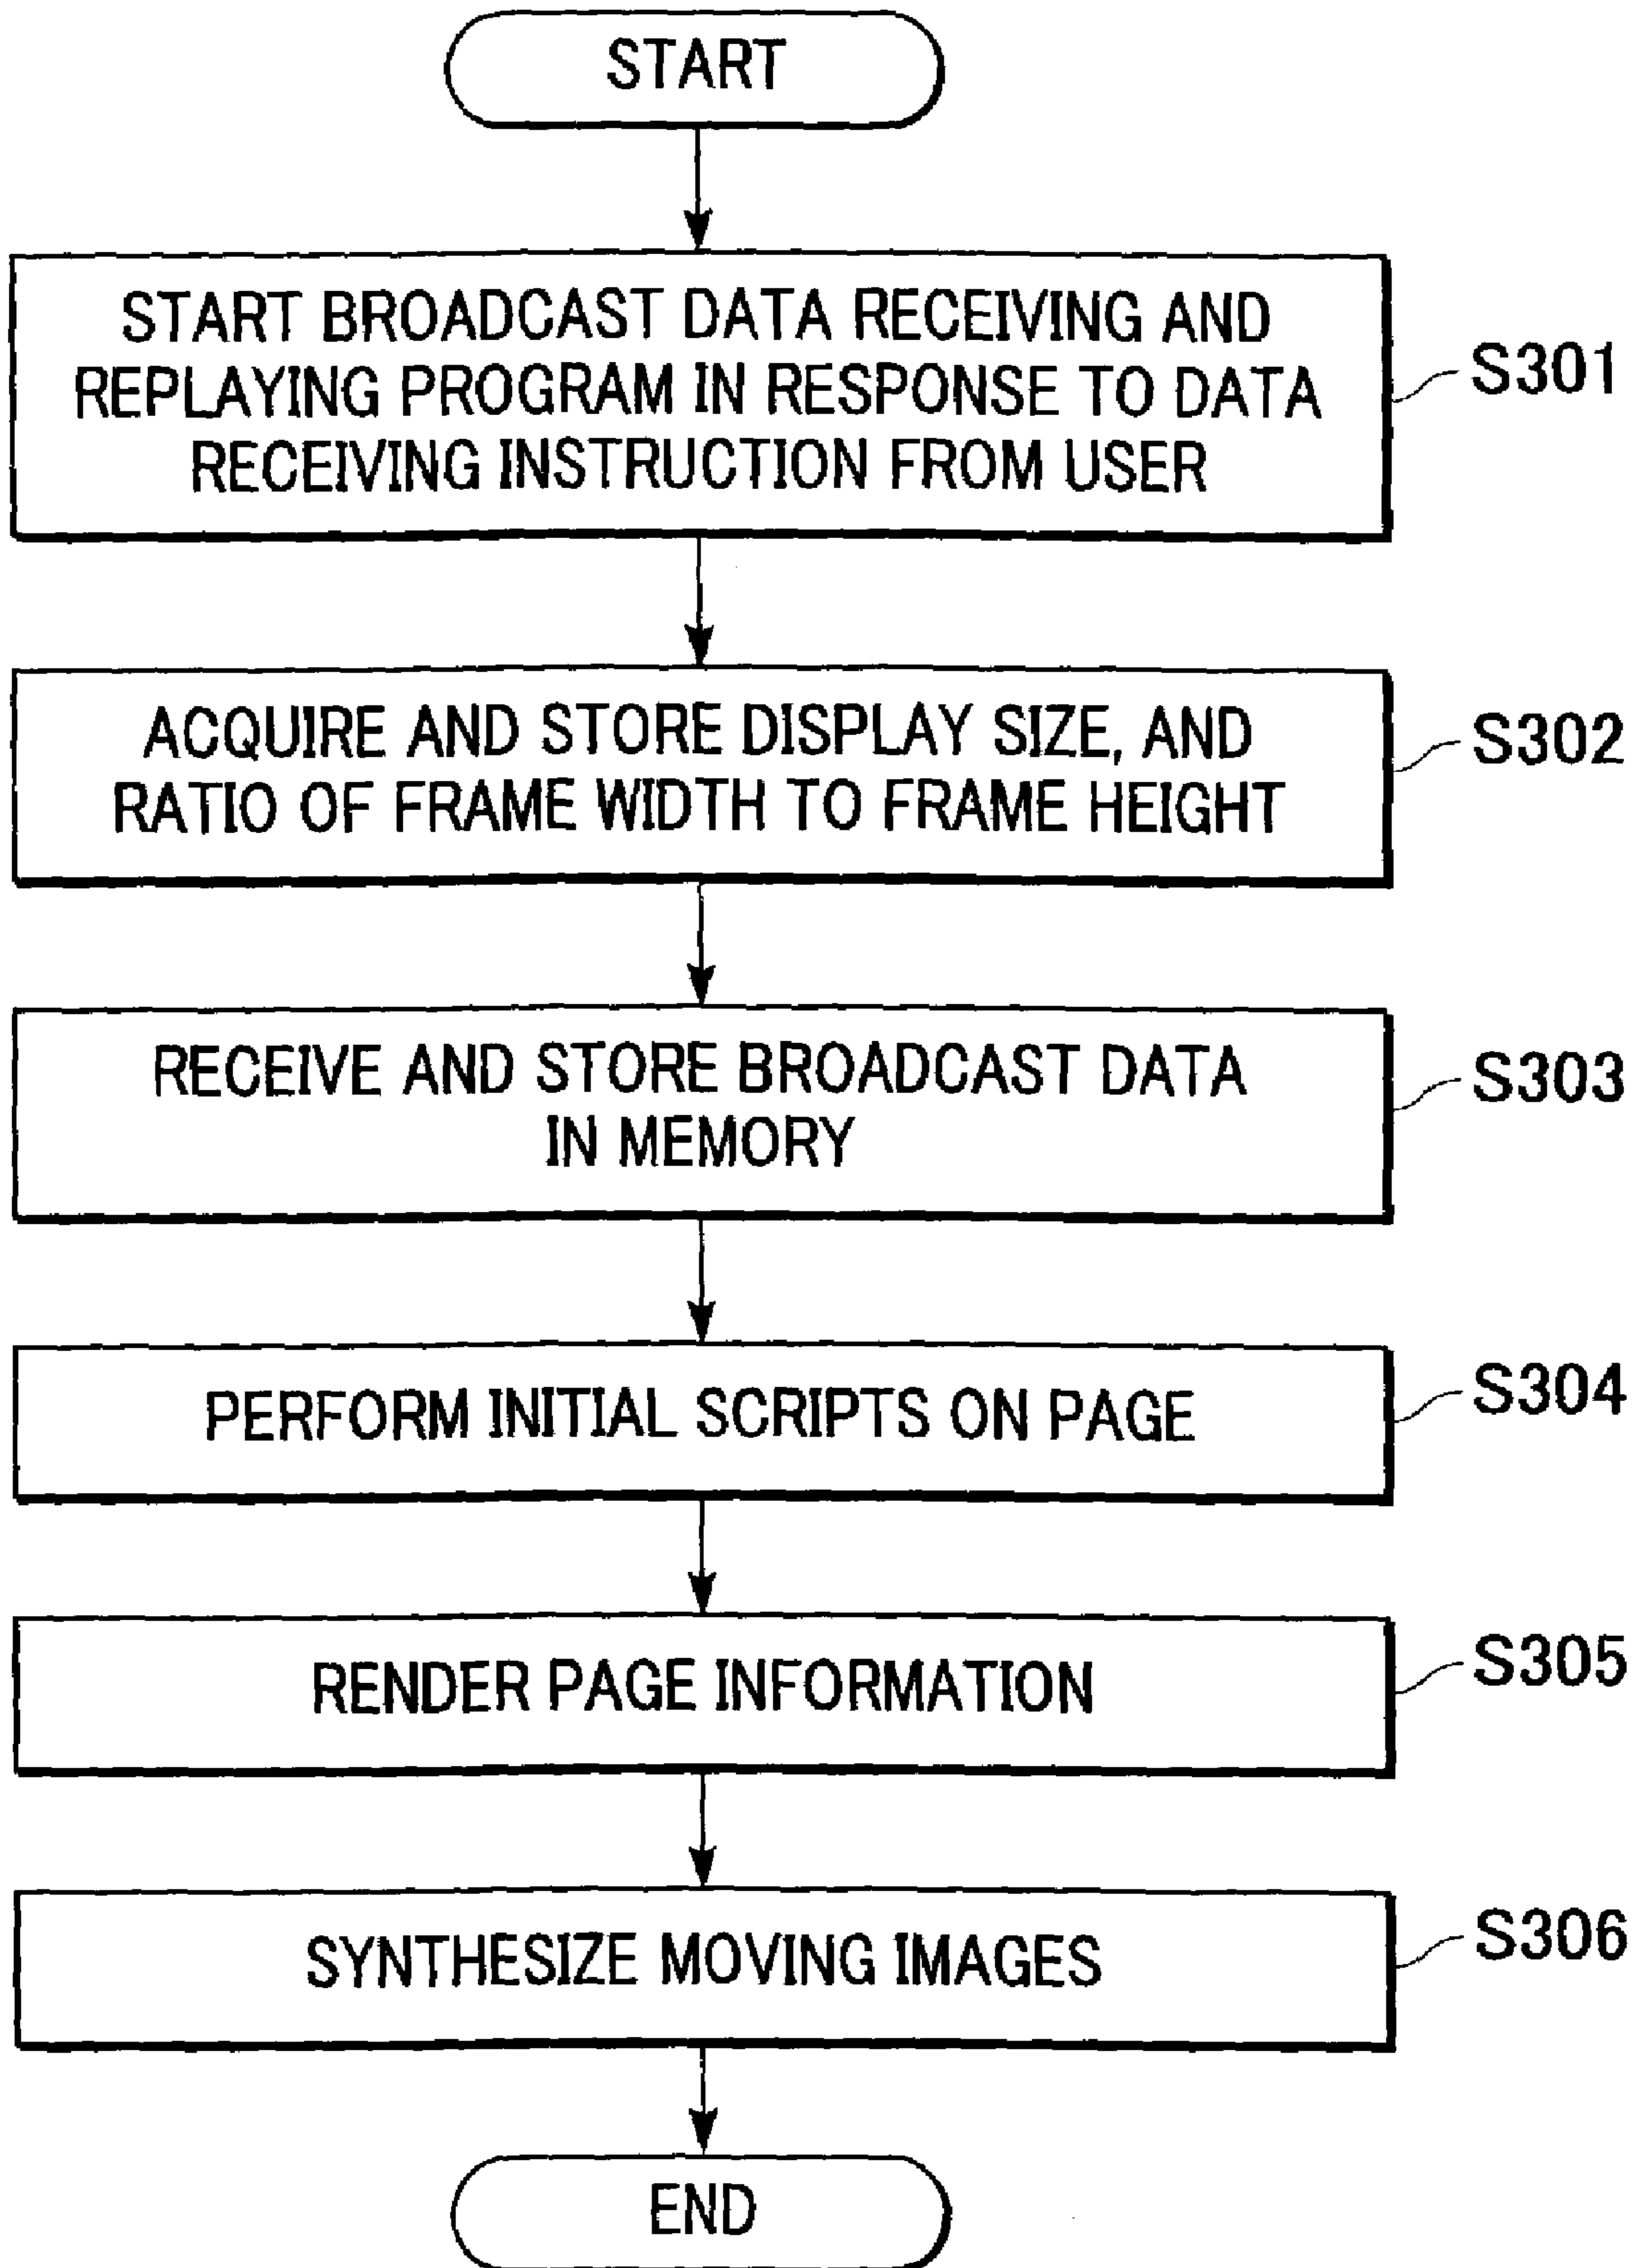 START
START BROADCAST DATA RECEIVING AND
REPLAYING PROGRAM IN RESPONSE TO DATA
RECEIVING INSTRUCTION FROM USER
S301
ACQUIRE AND STORE DISPLAY SIZE, AND
RATIO OF FRAME WIDTH TO FRAME HEIGHT
S302
RECEIVE AND STORE BROADCAST DATA
IN MEMORY
S303
PERFORM INITIAL SCRIPTS ON PAGE
S304
RENDER PAGE INFORMATION
S305
SYNTHESIZE MOVING IMAGES
S306
END